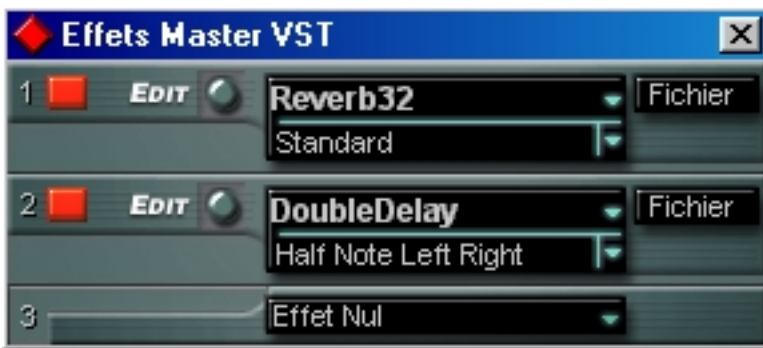 Effets Master VST
1 EDIT Reverb32 Fichier
Standard
2 EDIT DoubleDelay Fichier
Half Note Left Right
3 Effet Nul